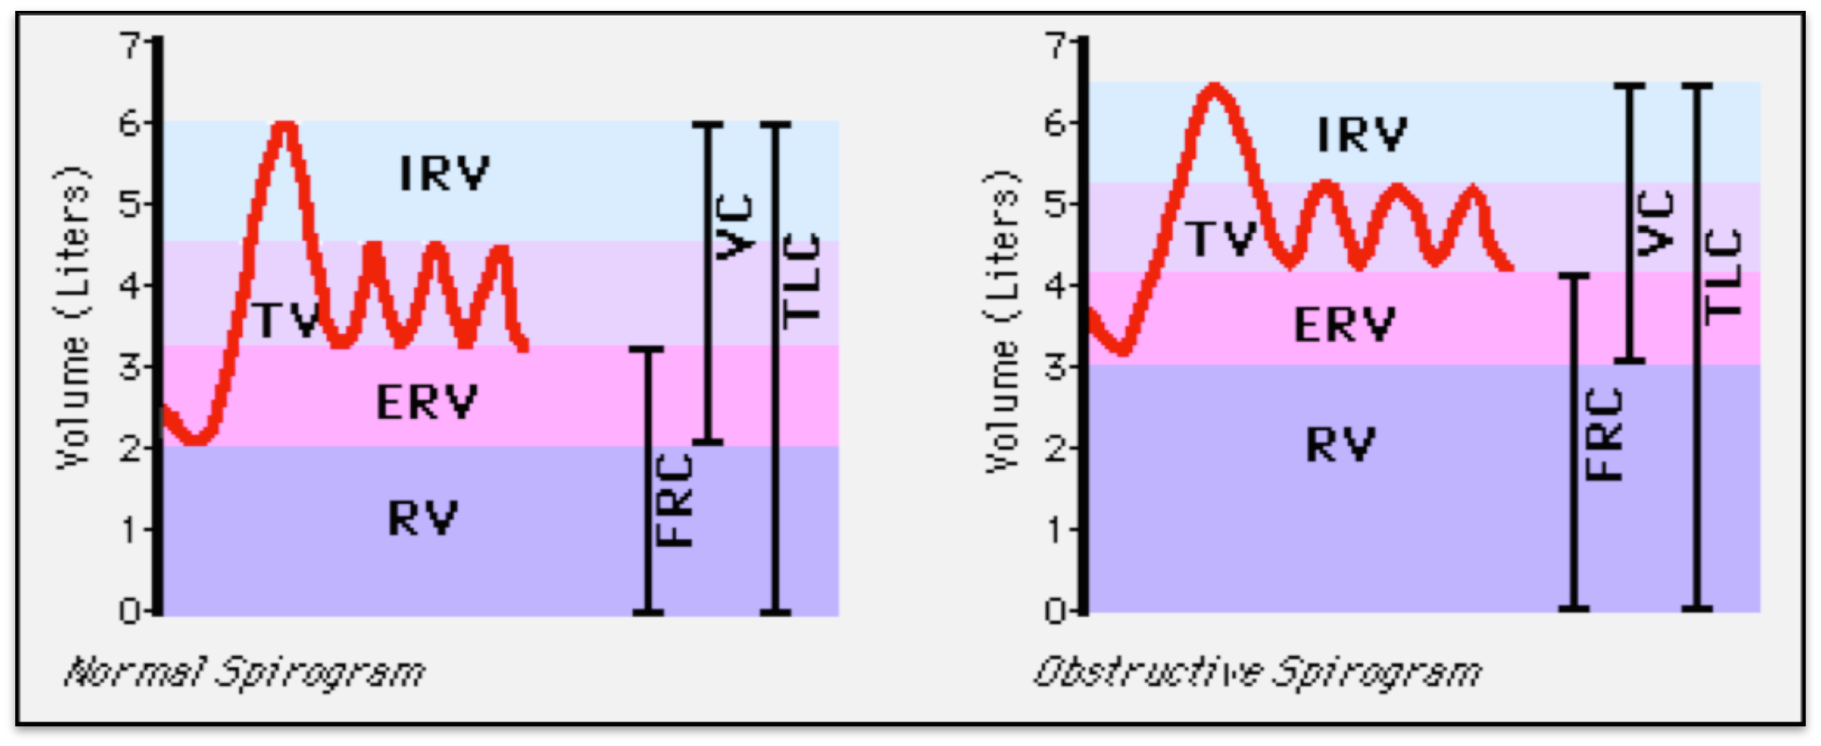 7
6
5
4
3
2
1
0
Volume (Liters)
IRV
TV
ERV
RV
FRC
VC
TLC
Normal Spirogram
7
6
5
4
3
2
1
0
Volume (Liters)
IRV
TV
ERV
RV
FRC
VC
TLC
Obstructive Spirogram